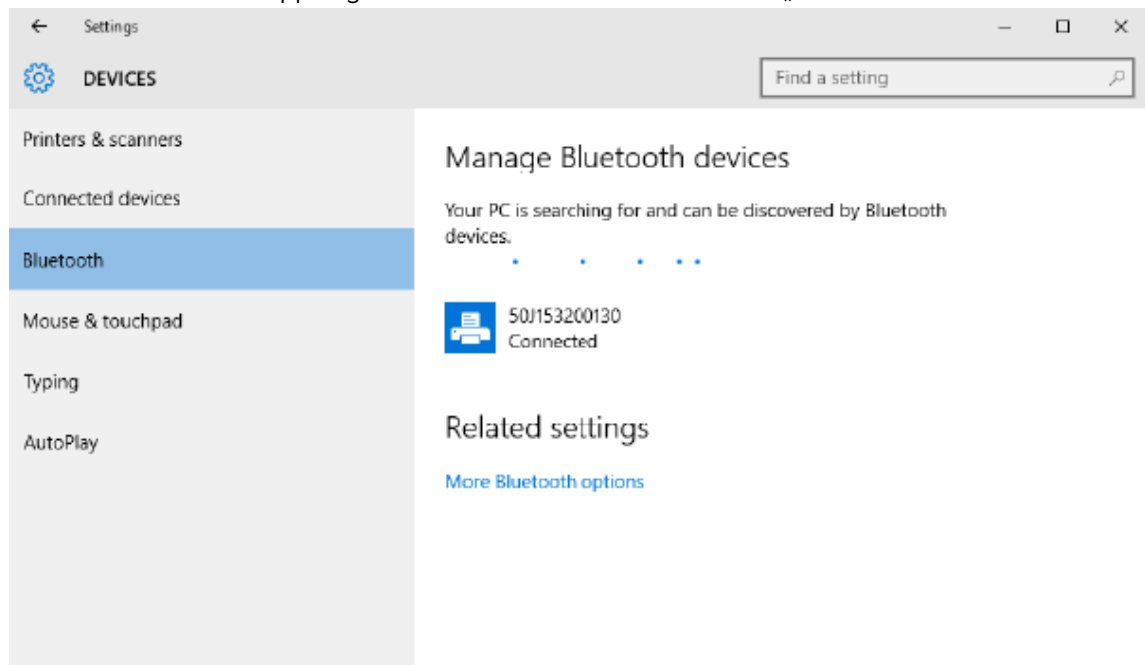 Settings
DEVICES
Find a setting
Printers & scanners
Connected devices
Bluetooth
Mouse & touchpad
Typing
AutoPlay
Manage Bluetooth devices
Your PC is searching for and can be discovered by Bluetooth
devices.
50J153200130
Connected
Related settings
More Bluetooth options